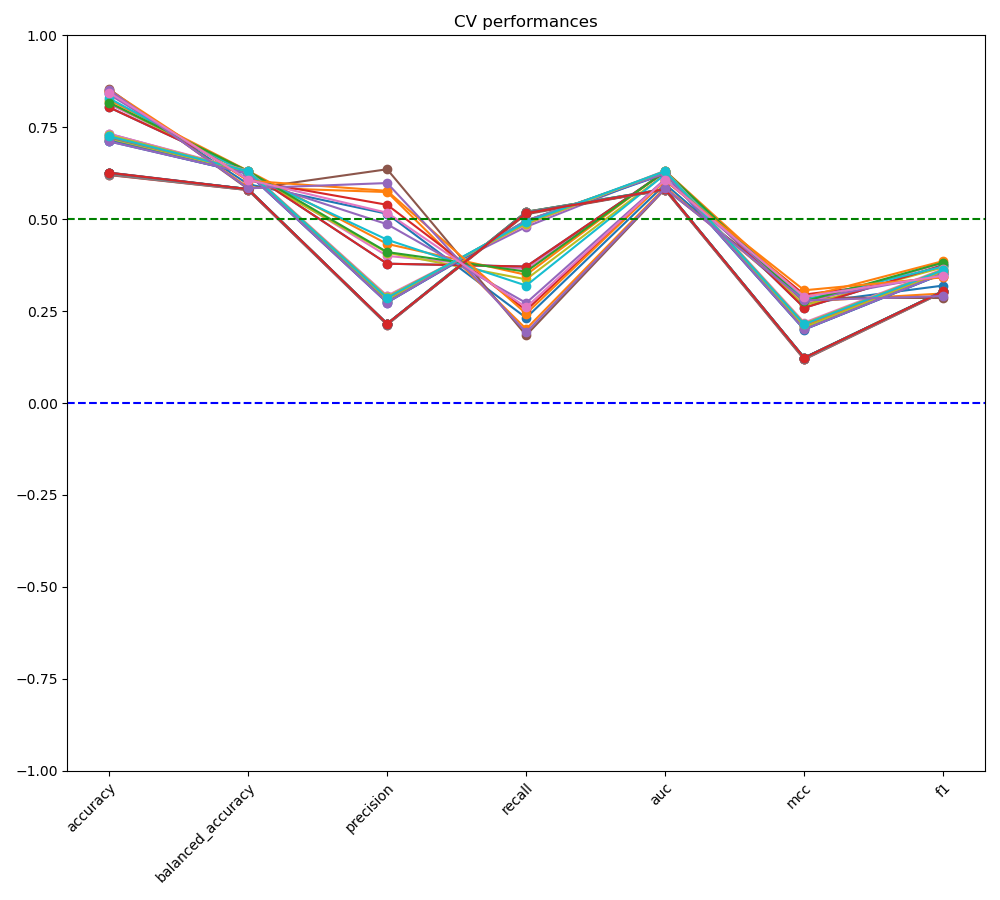 CV performances
1.00
0.75
0.50
0.25
0.00
−0.25
−0.50
−0.75
−1.00
accuracy
balanced_accuracy
precision
recall
auc
mcc
f1